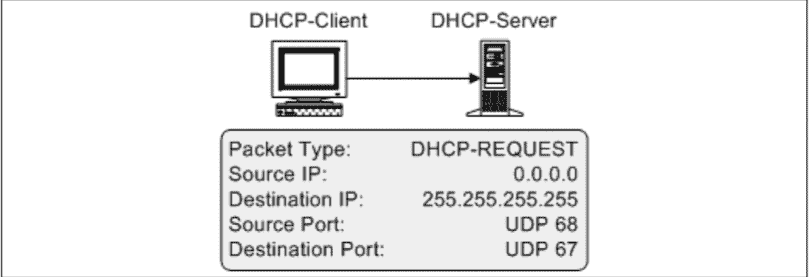 DHCP-Client DHCP-Server
Packet Type: DHCP-REQUEST
Source IP: 0.0.0.0
Destination IP: 255.255.255.255
Source Port: UDP 68
Destination Port: UDP 67